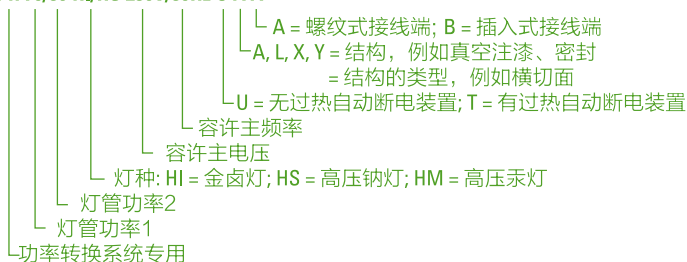 A = 螺纹式接线端; B = 插入式接线端
A, L, X, Y = 结构，例如真空注漆、密封
= 结构的类型，例如横切面
U = 无过热自动断电装置; T = 有过热自动断电装置
容许主频率
容许主电压
灯种: HI = 金卤灯; HS = 高压钠灯; HM = 高压汞灯
灯管功率2
灯管功率1
功率转换系统专用